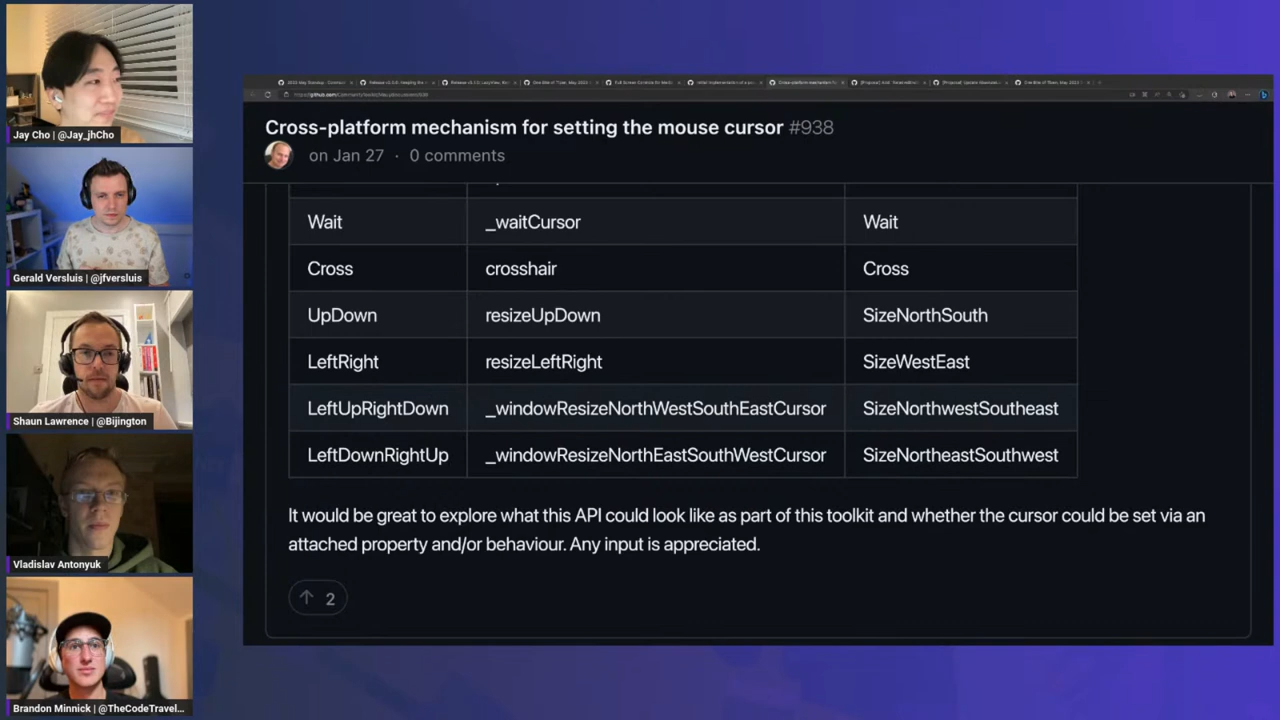 Jay Cho | @Jay_jhCho
Gerald Versluis | @jfversluis
Shaun Lawrence | @Bijington
Vladislav Antonyuk
Brandon Minnick | @TheCodeTravel...
Cross-platform mechanism for setting the mouse cursor #938
on Jan 27 · 0 comments
Wait _waitCursor Wait
Cross crosshair Cross
UpDown resizeUpDown SizeNorthSouth
LeftRight resizeLeftRight SizeWestEast
LeftUpRightDown _windowResizeNorthWestSouthEastCursor SizeNorthwestSoutheast
LeftDownRightUp _windowResizeNorthEastSouthWestCursor SizeNortheastSouthwest
It would be great to explore what this API could look like as part of this toolkit and whether the cursor could be set via an
attached property and/or behaviour. Any input is appreciated.
2